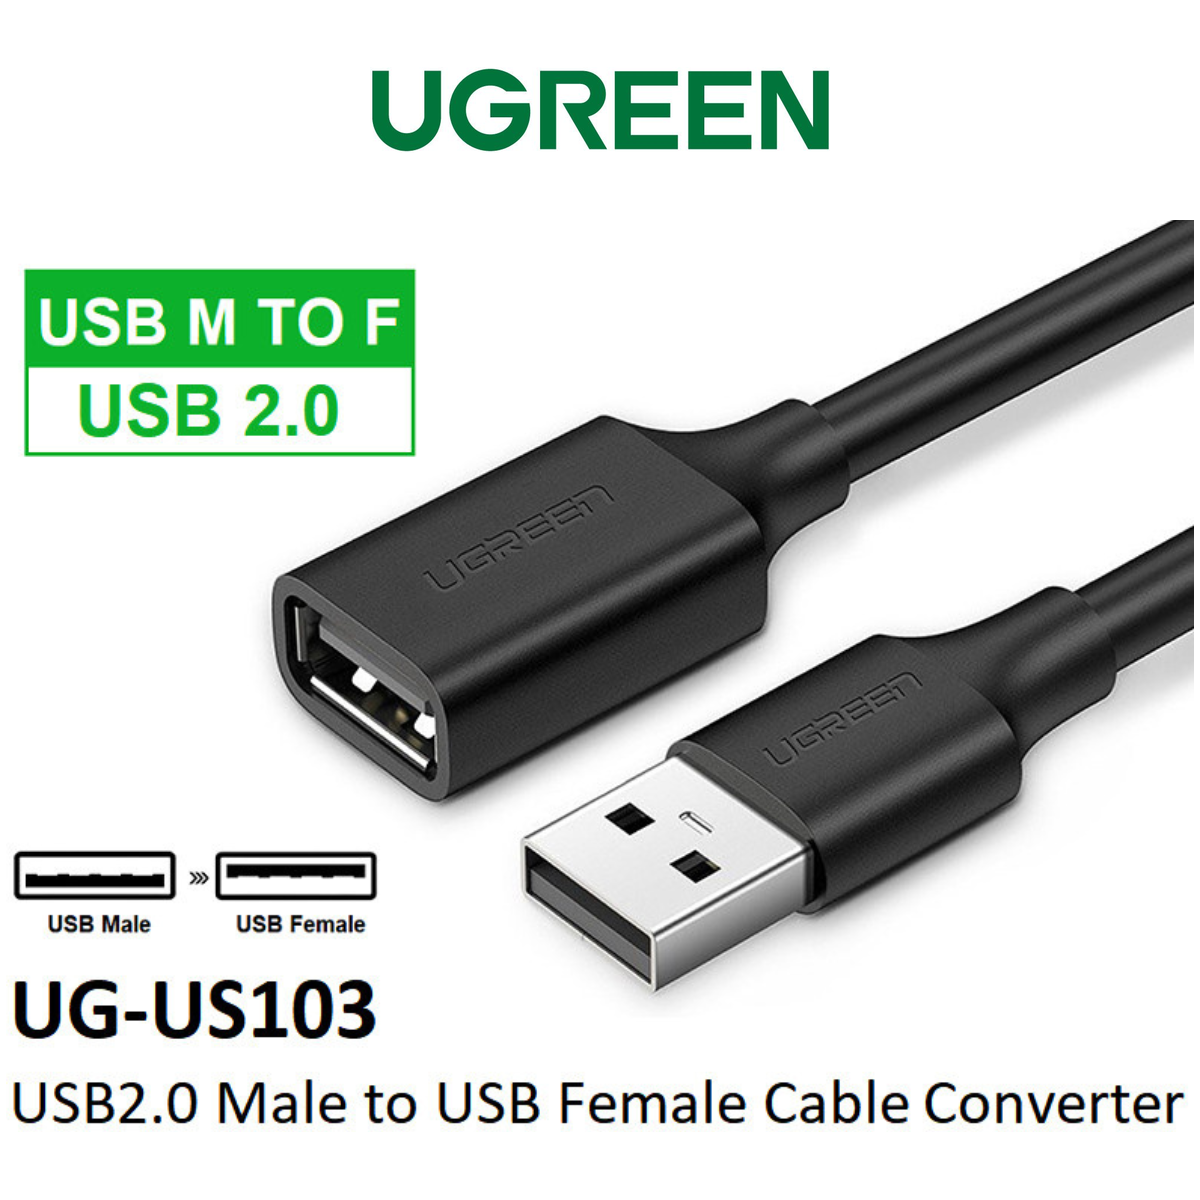 UGREEN
USB M TO F
USB 2.0
UGREEN
UGREEN
USB Male
USB Female
UG-US103
USB2.0 Male to USB Female Cable Converter